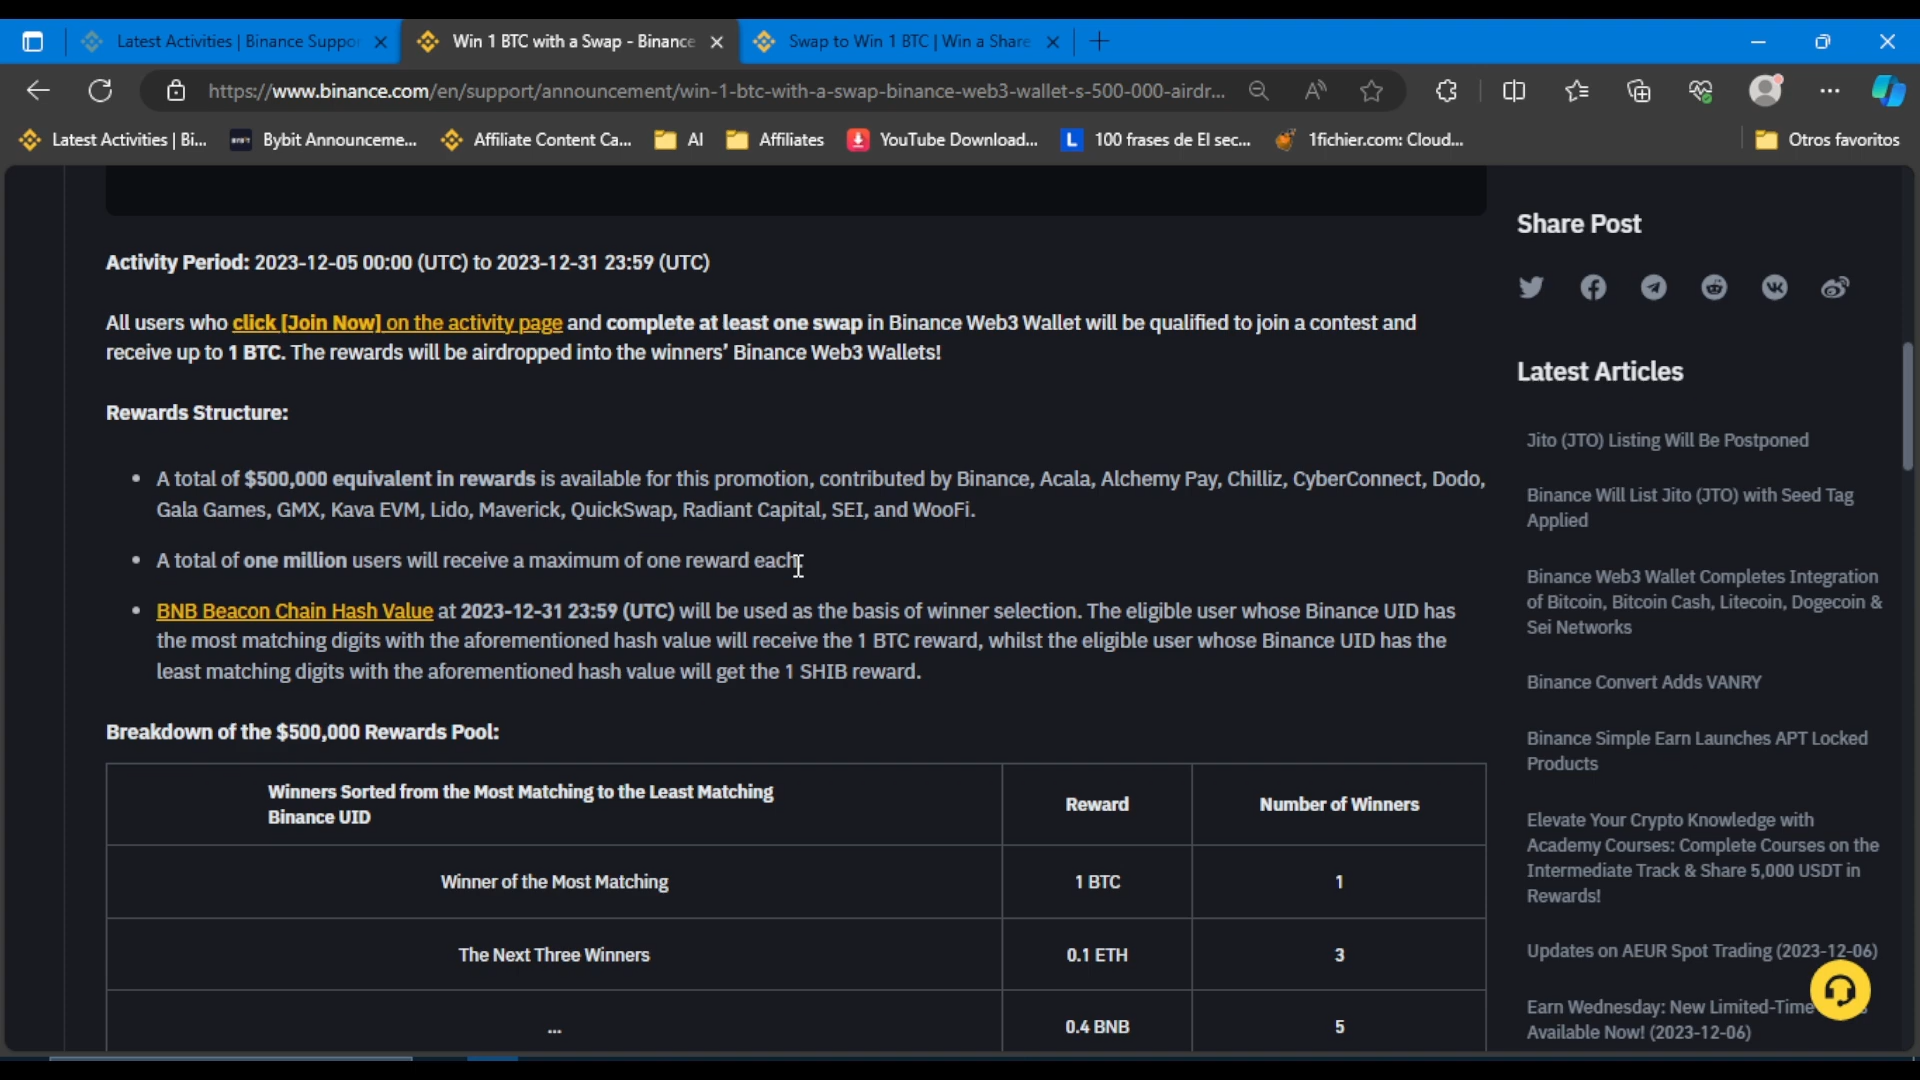 Latest Activities | Binance Suppor
Win 1 BTC with a Swap - Binance
Swap to Win 1 BTC | Win a Share
https://www.binance.com/en/support/announcement/win-1-btc-with-a-swap-binance-web3-wallet-s-500-000-airdr...
Latest Activities | Bi...
Bybit Announceme...
Affiliate Content Ca...
AI
Affiliates
YouTube Download...
L
100 frases de El sec...
1fichier.com: Cloud...
Otros favoritos
Activity Period: 2023-12-05 00:00 (UTC) to 2023-12-31 23:59 (UTC)
All users who click [Join Now] on the activity page and complete at least one swap in Binance Web3 Wallet will be qualified to join a contest and
receive up to 1 BTC. The rewards will be airdropped into the winners’ Binance Web3 Wallets!
Rewards Structure:
• A total of $500,000 equivalent in rewards is available for this promotion, contributed by Binance, Acala, Alchemy Pay, Chilliz, CyberConnect, Dodo,
Gala Games, GMX, Kava EVM, Lido, Maverick, QuickSwap, Radiant Capital, SEI, and WooFi.
• A total of one million users will receive a maximum of one reward each.
• BNB Beacon Chain Hash Value at 2023-12-31 23:59 (UTC) will be used as the basis of winner selection. The eligible user whose Binance UID has
the most matching digits with the aforementioned hash value will receive the 1 BTC reward, whilst the eligible user whose Binance UID has the
least matching digits with the aforementioned hash value will get the 1 SHIB reward.
Breakdown of the $500,000 Rewards Pool:
Winners Sorted from the Most Matching to the Least Matching
Binance UID
Reward
Number of Winners
Winner of the Most Matching
1 BTC
1
The Next Three Winners
0.1 ETH
3
...
0.4 BNB
5
Share Post
Latest Articles
Jito (JTO) Listing Will Be Postponed
Binance Will List Jito (JTO) with Seed Tag
Applied
Binance Web3 Wallet Completes Integration
of Bitcoin, Bitcoin Cash, Litecoin, Dogecoin &
Sei Networks
Binance Convert Adds VANRY
Binance Simple Earn Launches APT Locked
Products
Elevate Your Crypto Knowledge with
Academy Courses: Complete Courses on the
Intermediate Track & Share 5,000 USDT in
Rewards!
Updates on AEUR Spot Trading (2023-12-06)
Earn Wednesday: New Limited-Time
Available Now! (2023-12-06)